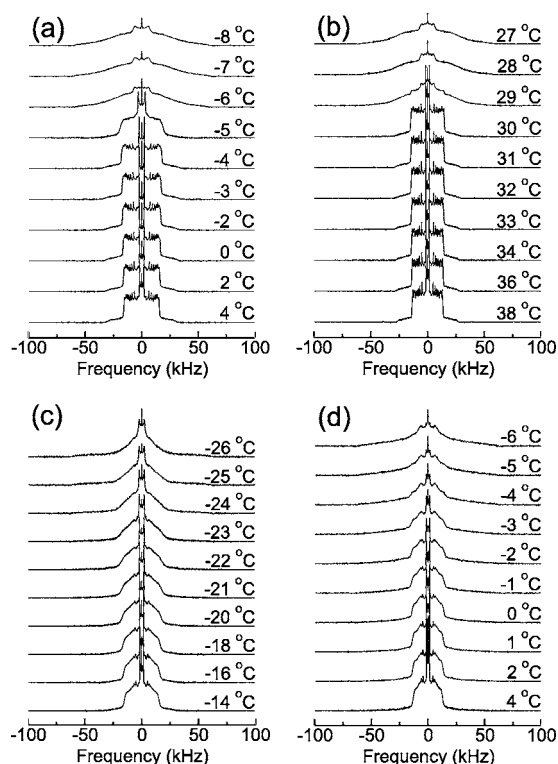 (a)
-8 °C
-7 °C
-6 °C
-5 °C
-4 °C
-3 °C
-2 °C
0 °C
2 °C
4 °C
-100 -50 0 50 100
Frequency (kHz)
(b)
27 °C
28 °C
29 °C
30 °C
31 °C
32 °C
33 °C
34 °C
36 °C
38 °C
-100 -50 0 50 100
Frequency (kHz)
(c)
-26 °C
-25 °C
-24 °C
-23 °C
-22 °C
-21 °C
-20 °C
-18 °C
-16 °C
-14 °C
-100 -50 0 50 100
Frequency (kHz)
(d)
-6 °C
-5 °C
-4 °C
-3 °C
-2 °C
-1 °C
0 °C
1 °C
2 °C
4 °C
-100 -50 0 50 100
Frequency (kHz)